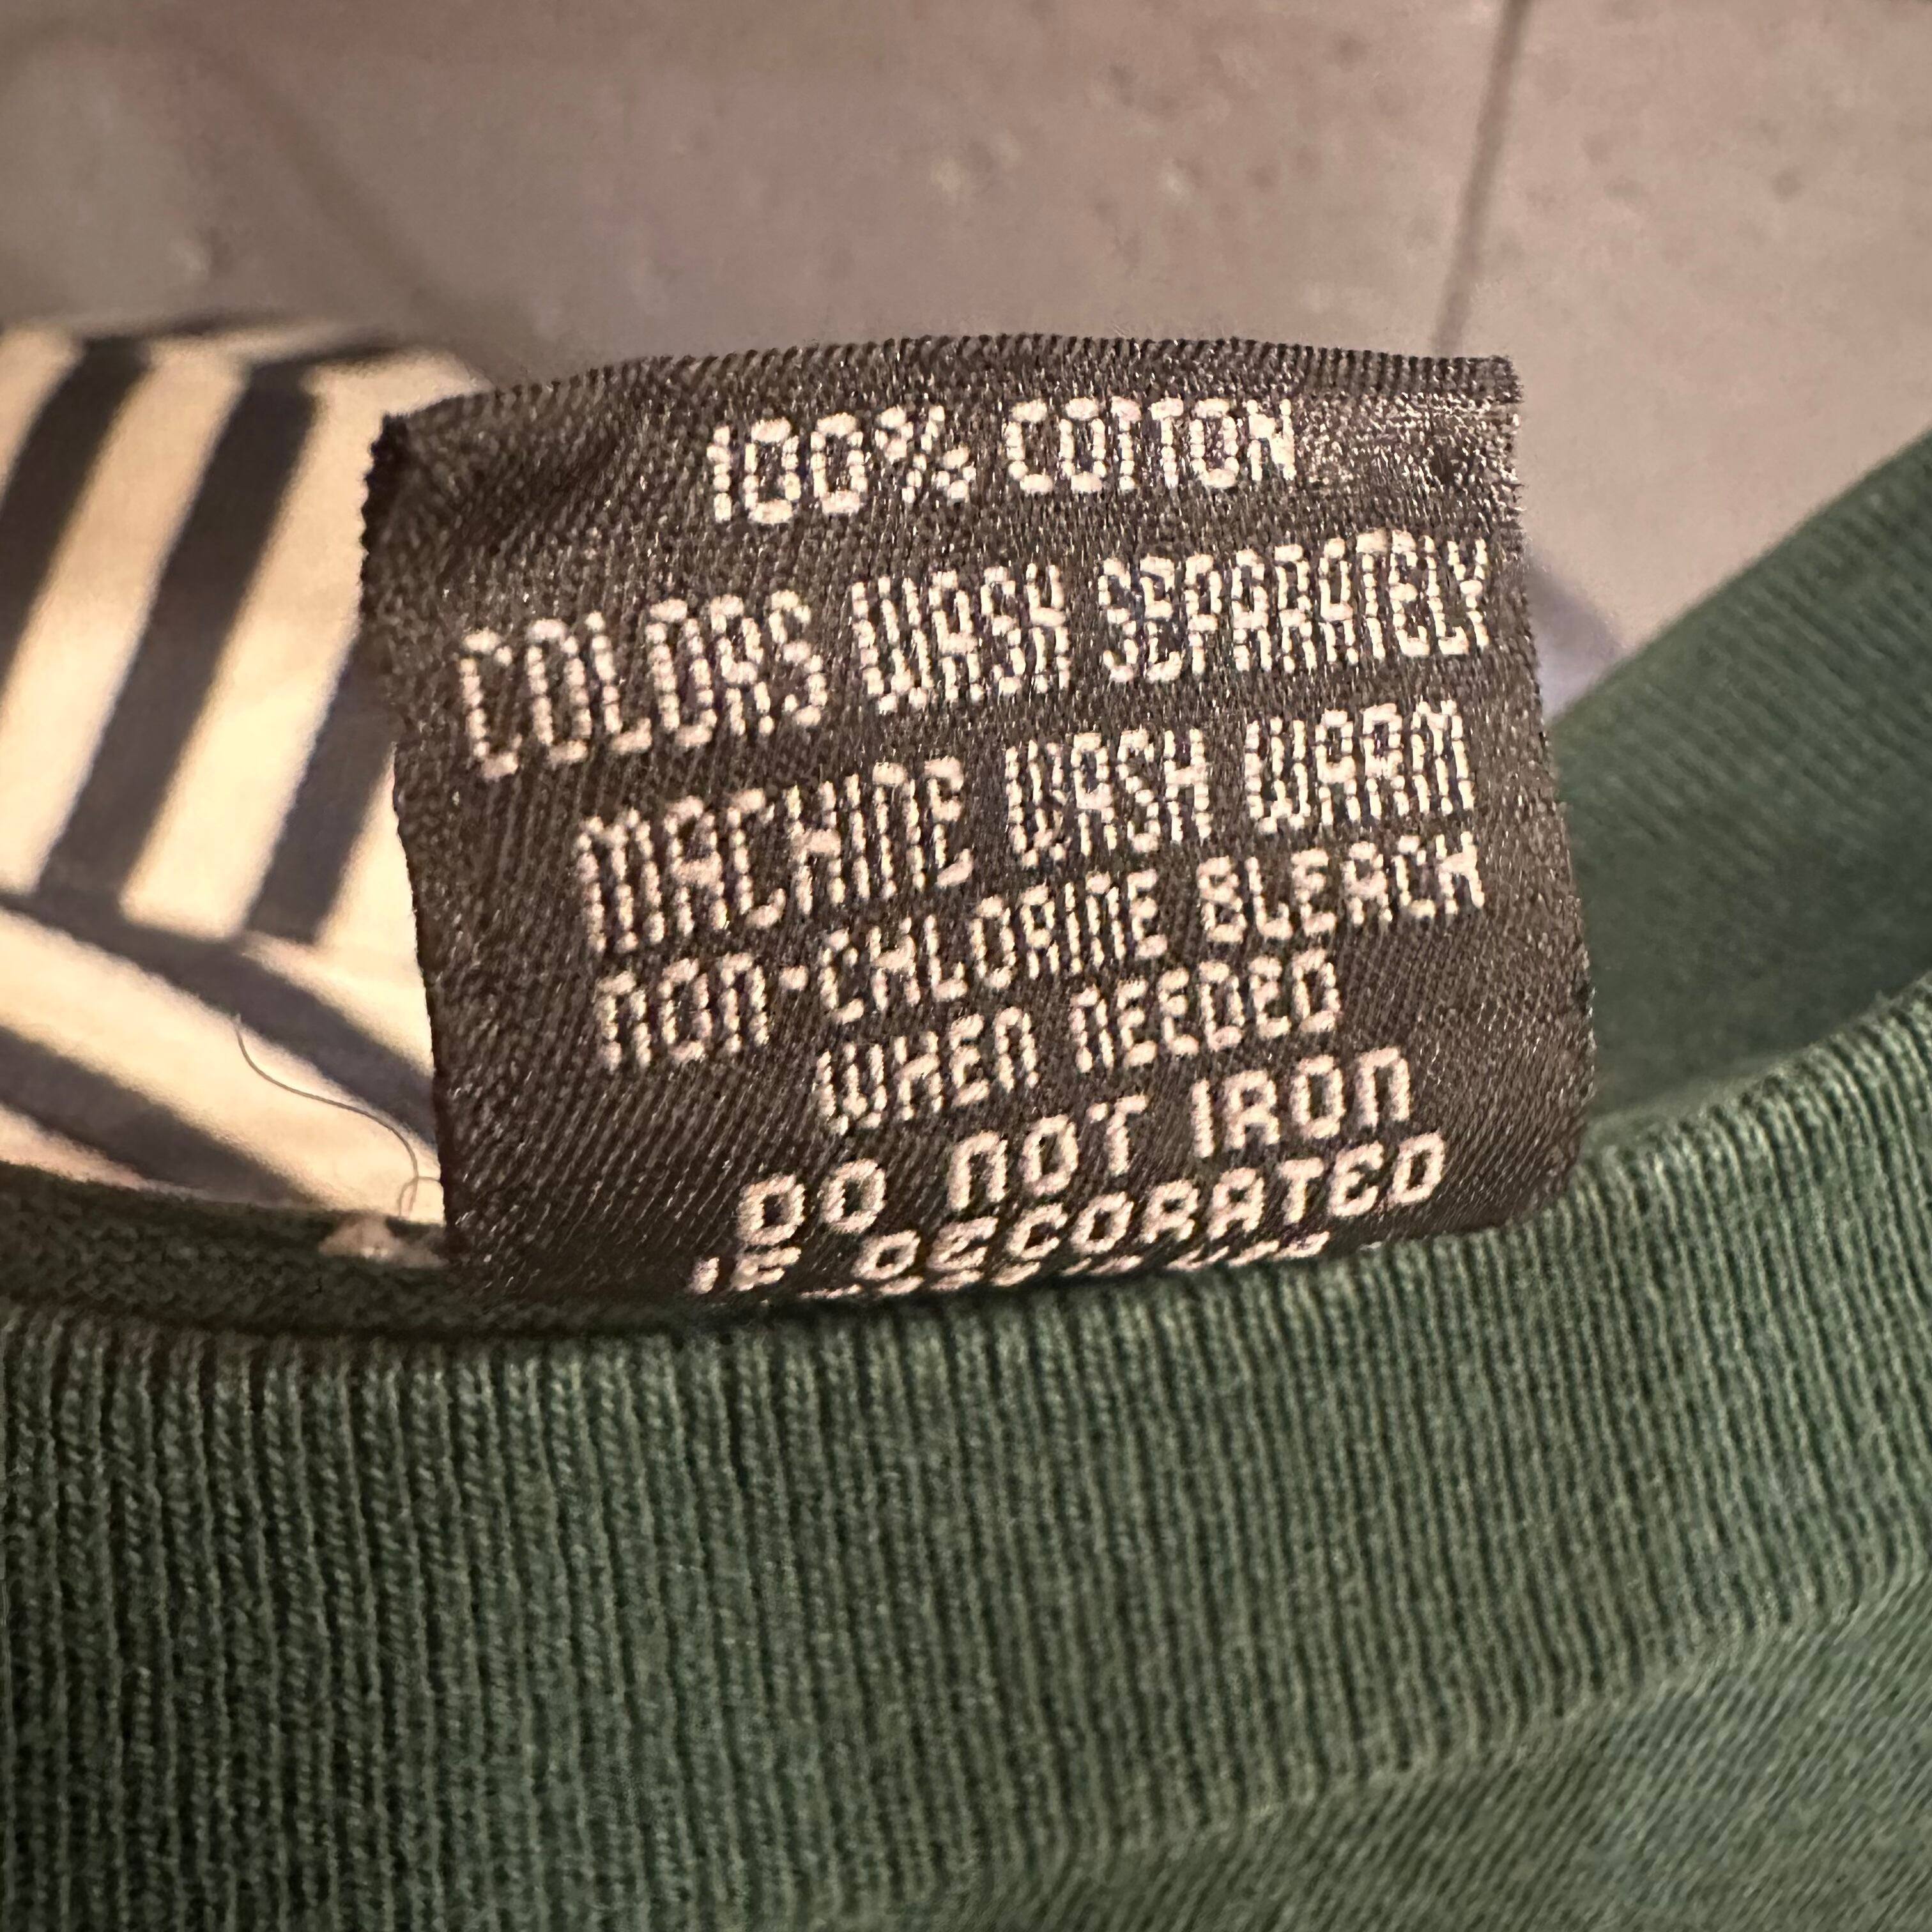 100% COTTON
COLORS WASH SEPARATELY
MACHINE WASH WARM
NON-CHLORINE BLEACH
WHEN NEEDED
DO NOT IRON
IF DECORATED